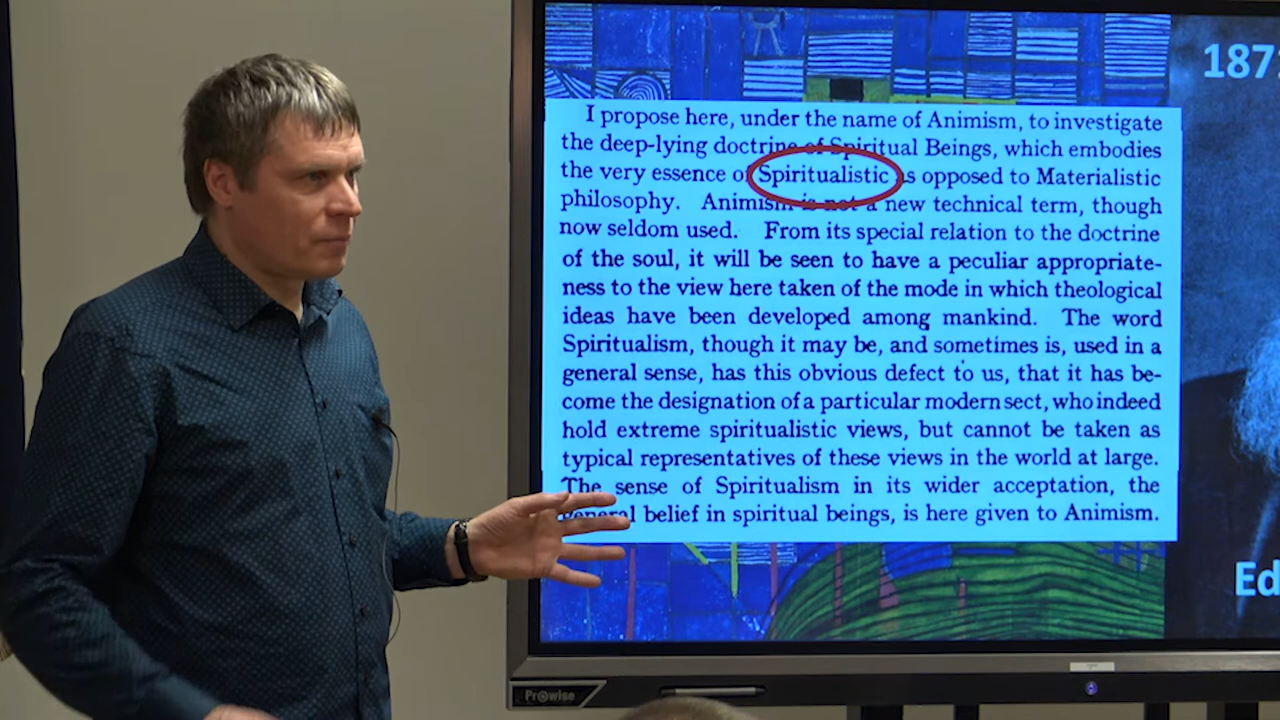 187
I propose here, under the name of Animism, to investigate
the deep-lying doctrine of Spiritual Beings, which embodies
the very essence of Spiritualistic as opposed to Materialistic
philosophy. Animism is not a new technical term, though
now seldom used. From its special relation to the doctrine
of the soul, it will be seen to have a peculiar appropriate-
ness to the view here taken of the mode in which theological
ideas have been developed among mankind. The word
Spiritualism, though it may be, and sometimes is, used in a
general sense, has this obvious defect to us, that it has be-
come the designation of a particular modern sect, who indeed
hold extreme spiritualistic views, but cannot be taken as
typical representatives of these views in the world at large.
The sense of Spiritualism in its wider acceptation, the
general belief in spiritual beings, is here given to Animism.
Ed
Prowise